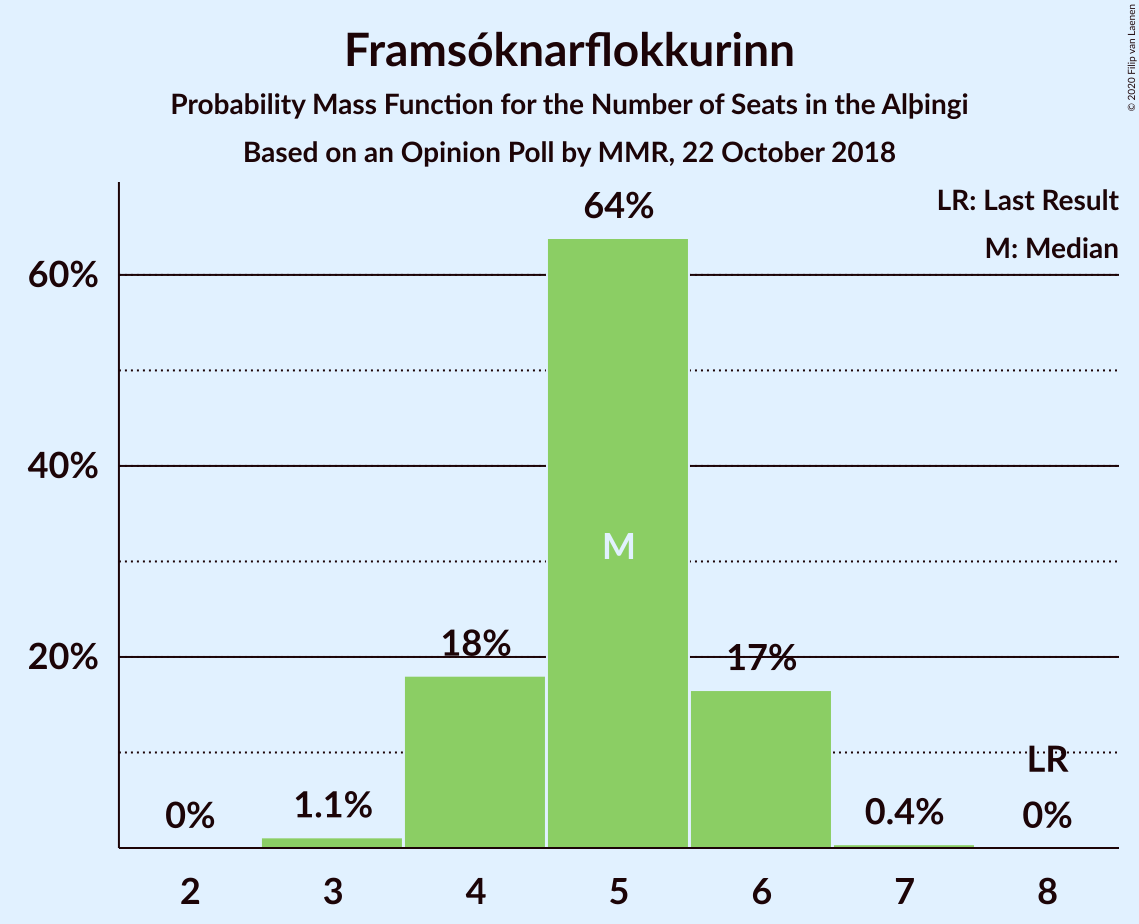 Framsóknarflokkurinn
Probability Mass Function for the Number of Seats in the Alþingi
Based on an Opinion Poll by MMR, 22 October 2018
© 2020 Filip van Laenen
LR: Last Result
M: Median
60%
40%
20%
0%
1.1%
18%
64%
M
17%
0.4%
LR
0%
2 3 4 5 6 7 8